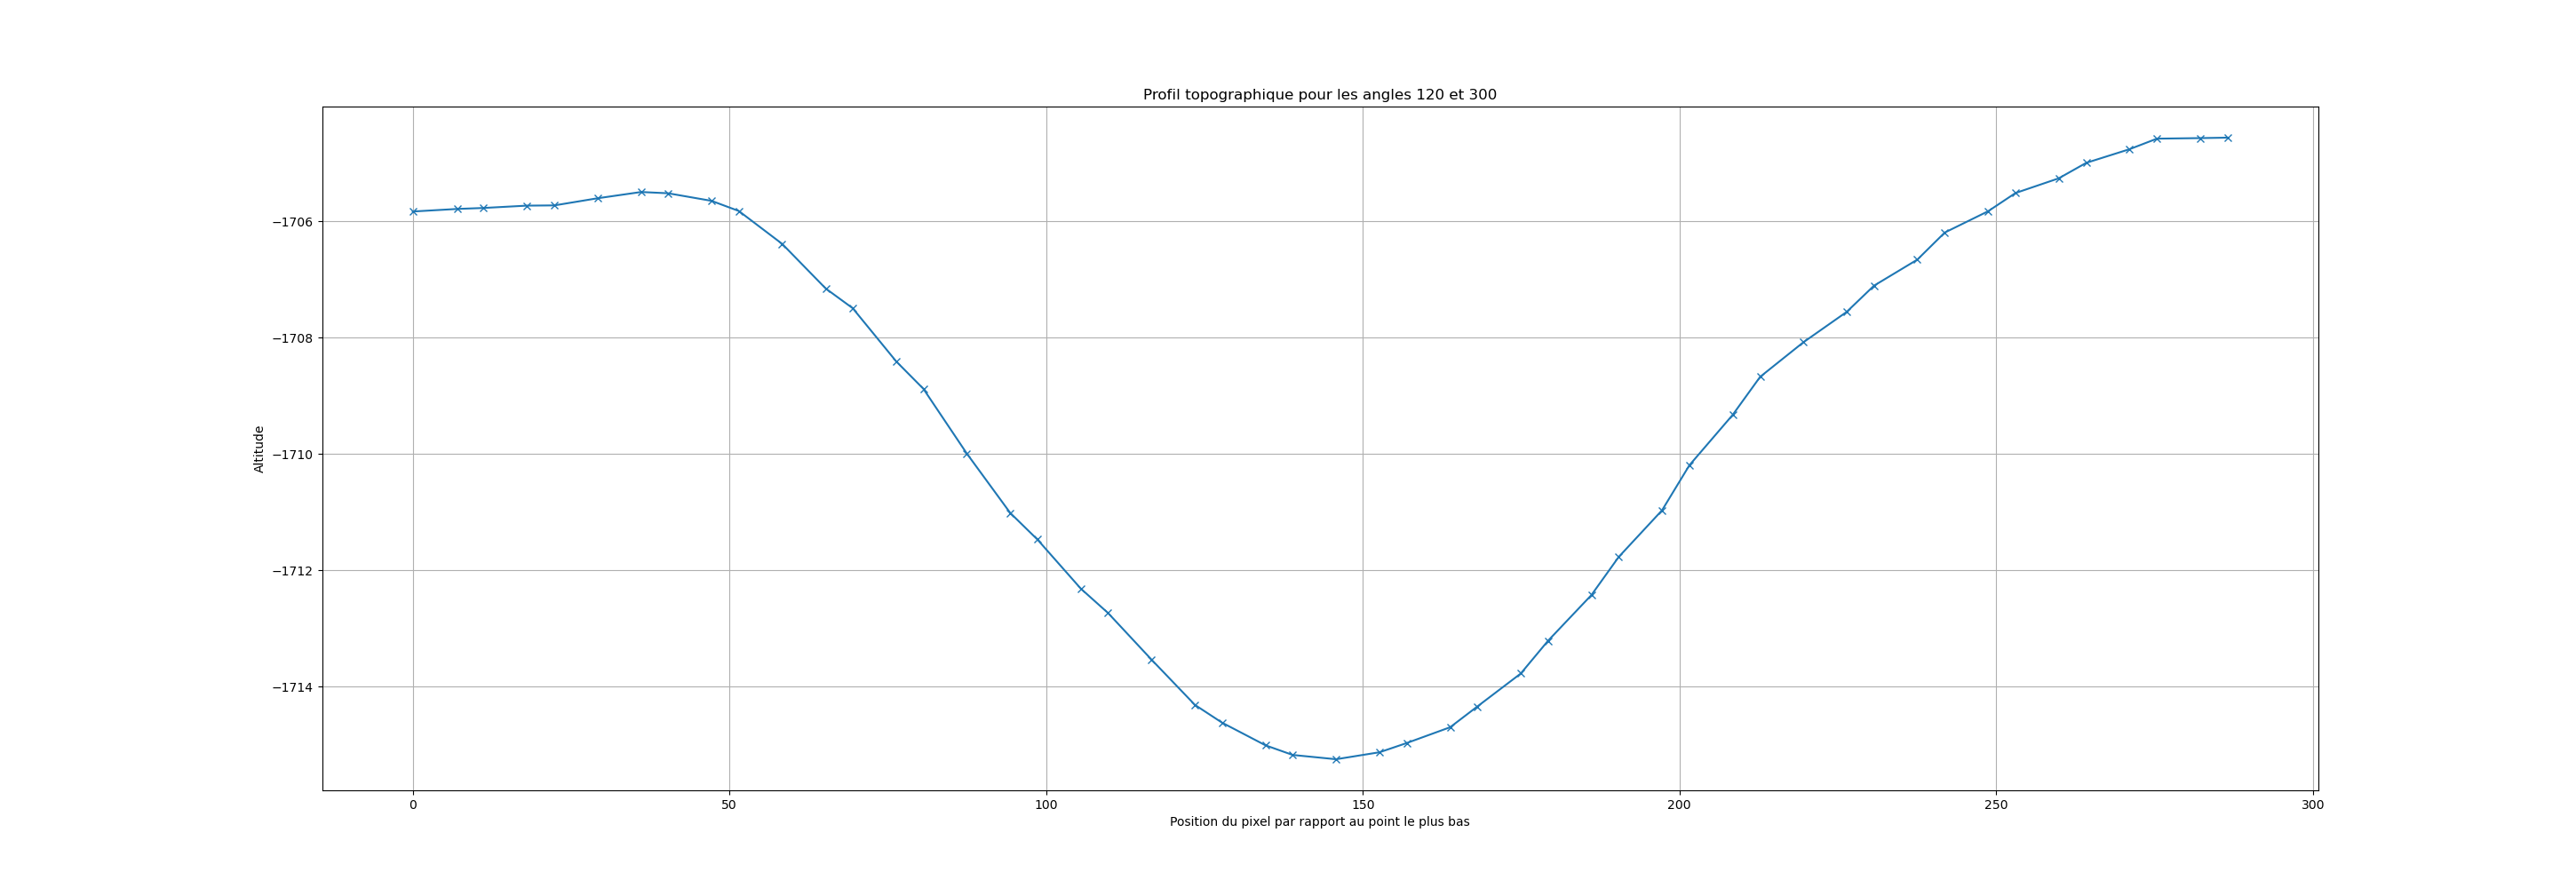 Profil topographique pour les angles 120 et 300
−1706
−1708
−1710
−1712
−1714
Altitude
0 50 100 150 200 250 300
Position du pixel par rapport au point le plus bas